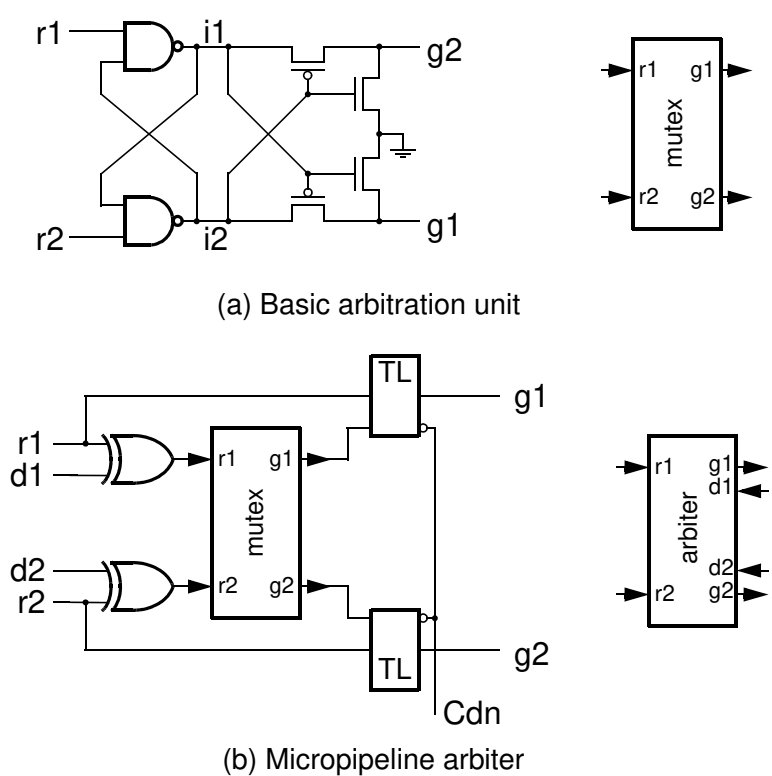 r1 i1 g2
r2 i2 g1
r1 g1
mutex
r2 g2
(a) Basic arbitration unit
TL
g1
r1
d1
r1 g1
mutex
d2
r2
r2 g2
TL
g2
Cdn
r1 g1
d1
arbiter
d2
r2 g2
(b) Micropipeline arbiter